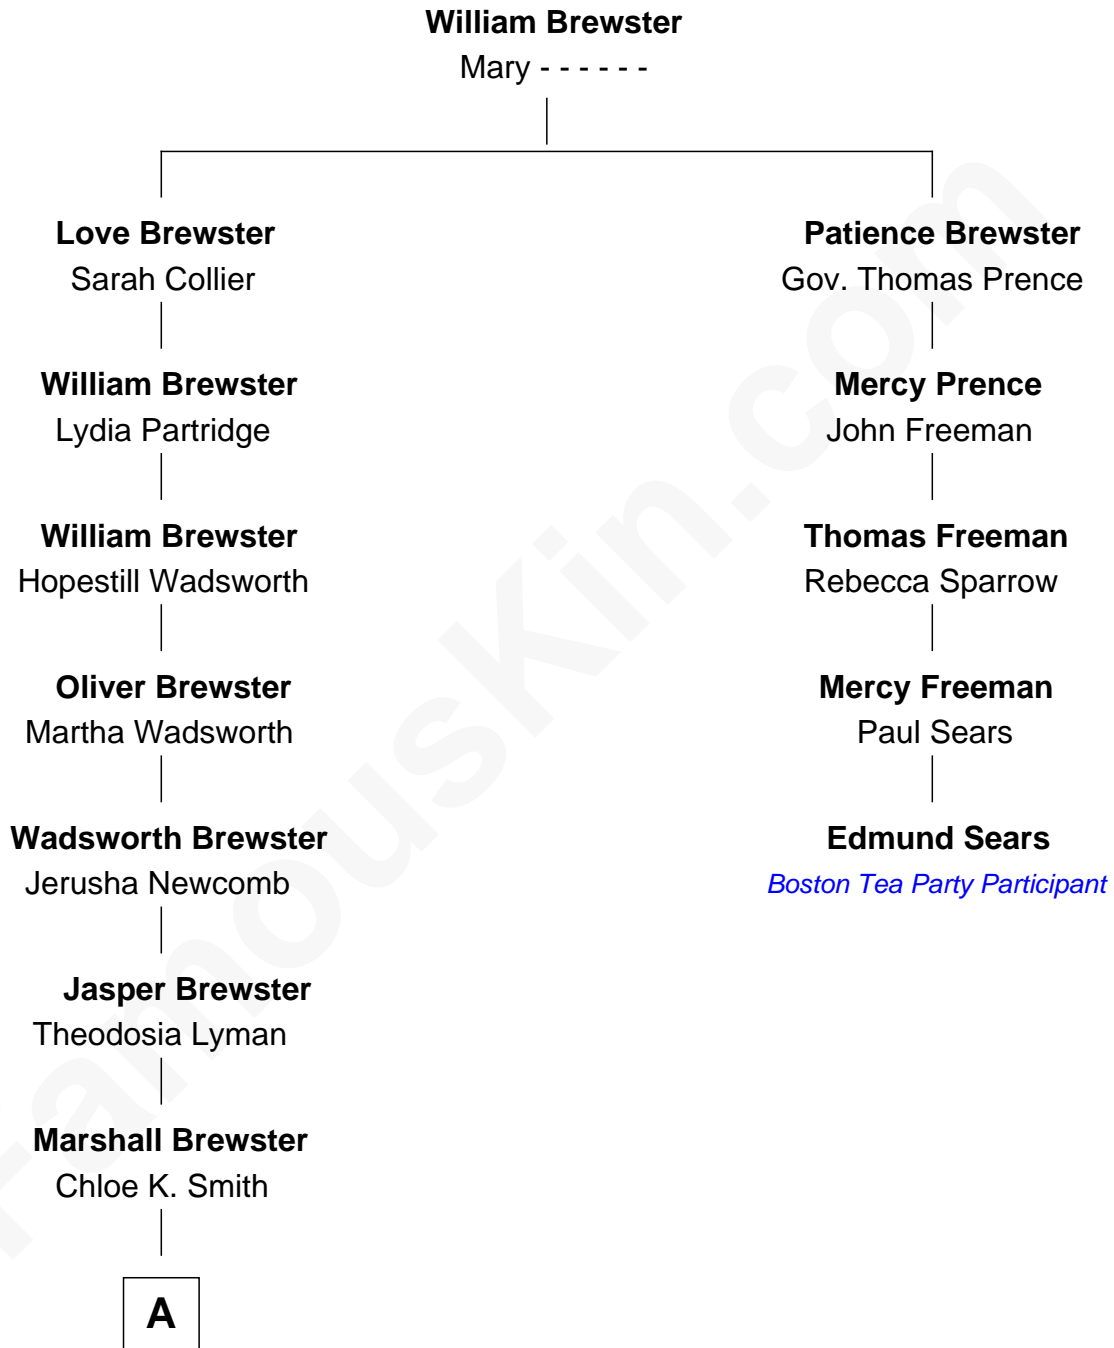 William Brewster
Mary - - - - - -
Love Brewster
Sarah Collier
Patience Brewster
Gov. Thomas Prence
William Brewster
Lydia Partridge
Mercy Prence
John Freeman
William Brewster
Hopestill Wadsworth
Thomas Freeman
Rebecca Sparrow
Oliver Brewster
Martha Wadsworth
Mercy Freeman
Paul Sears
Wadsworth Brewster
Jerusha Newcomb
Edmund Sears
Boston Tea Party Participant
Jasper Brewster
Theodosia Lyman
Marshall Brewster
Chloe K. Smith
A
FamousKin.com